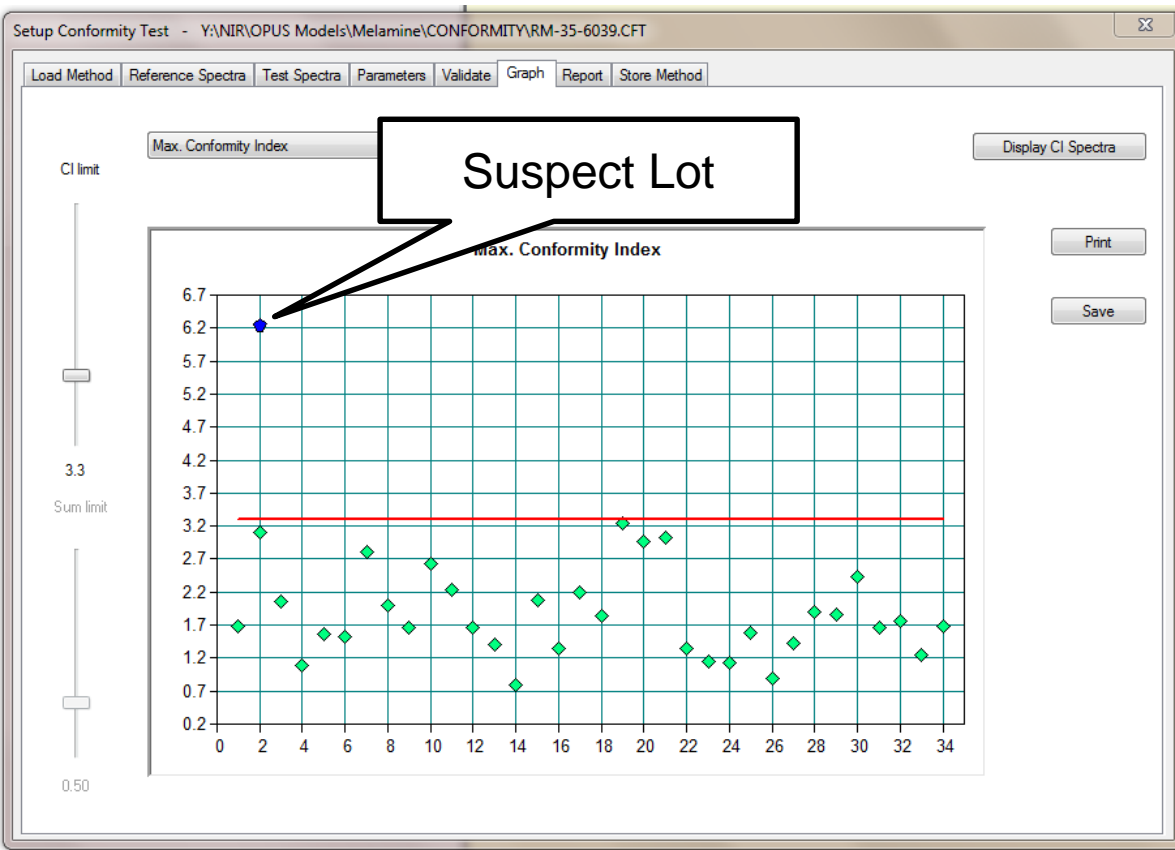 Setup Conformity Test - Y:\NIR\OPUS Models\Melamine\CONFORMITY\RM-35-6039.CFT
Load Method Reference Spectra Test Spectra Parameters Validate Graph Report Store Method
Max. Conformity Index
Suspect Lot
Display CI Spectra
CI limit
3.3
Sum limit
0.50
Max. Conformity Index
Print
Save
6.7
6.2
5.7
5.2
4.7
4.2
3.7
3.2
2.7
2.2
1.7
1.2
0.7
0.2
0 2 4 6 8 10 12 14 16 18 20 22 24 26 28 30 32 34